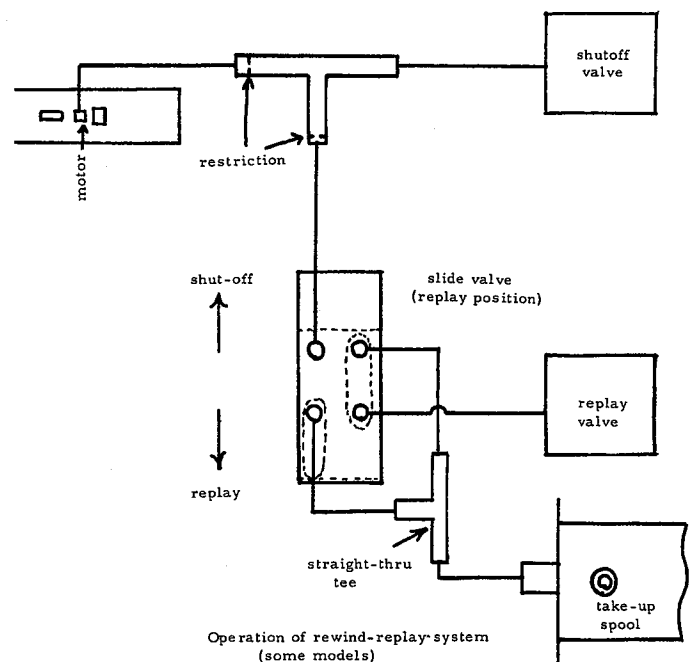 shutoff
valve
restriction
motor
shut-off
slide valve
(replay position)
replay
valve
replay
straight-thru
tee
take-up
spool
Operation of rewind-replay system
(some models)